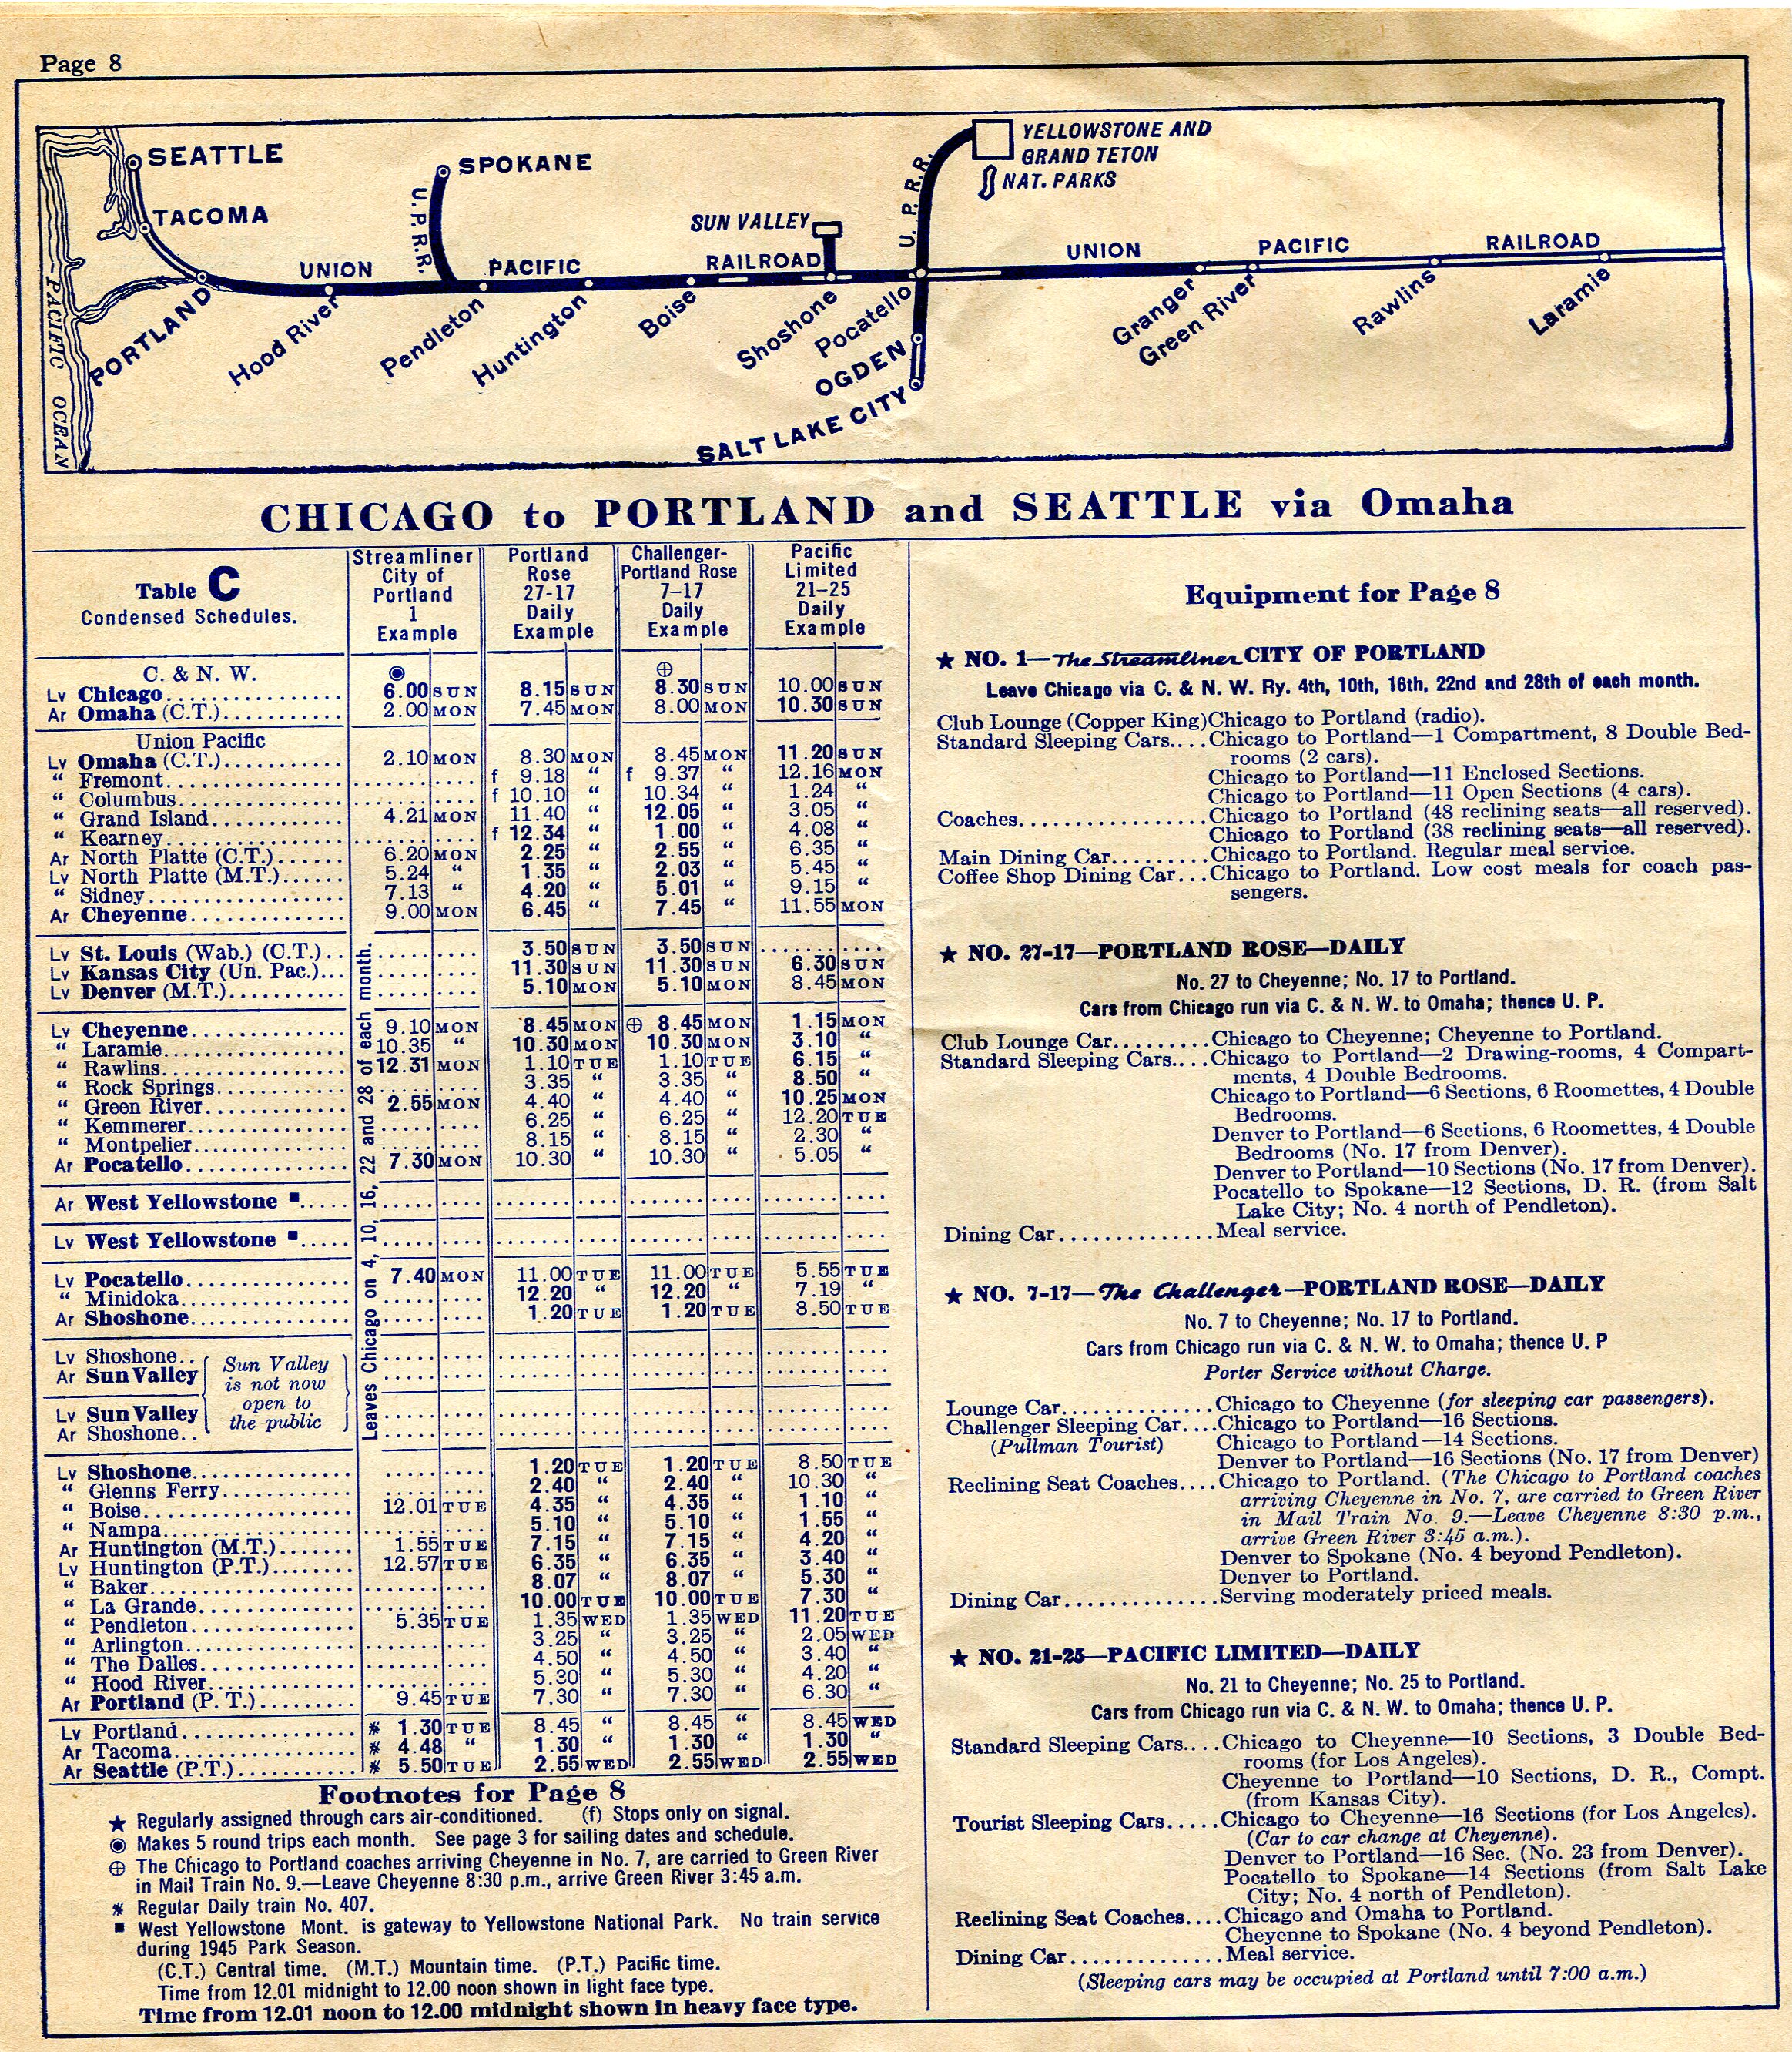 Page 8
SEATTLE
TACOMA
SPOKANE
U. P. R.R.
SUN VALLEY
U. P. R.R.
YELLOWSTONE AND
GRAND TETON
NAT. PARKS
UNION PACIFIC RAILROAD
UNION PACIFIC RAILROAD
PACIFIC OCEAN
PORTLAND
Hood River
Pendleton
Huntington
Boise
Shoshone
Pocatello
OGDEN
SALT LAKE CITY
Granger
Green River
Rawlins
Laramie
CHICAGO to PORTLAND and SEATTLE via Omaha
Table C
Condensed Schedules.
Streamliner City of Portland 1 Example
Portland Rose 27-17 Daily Example
Challenger-Portland Rose 7-17 Daily Example
Pacific Limited 21-25 Daily Example
C. & N. W. ◉ ⊕
Lv Chicago 6.00 SUN 8.15 SUN 8.30 SUN 10.00 SUN
Ar Omaha (C.T.) 2.00 MON 7.45 MON 8.00 MON 10.30 SUN
Union Pacific
Lv Omaha (C.T.) 2.10 MON 8.30 MON 8.45 MON 11.20 SUN
“ Fremont f 9.18 “ f 9.37 “ 12.16 MON
“ Columbus f 10.10 “ 10.34 “ 1.24 “
“ Grand Island 4.21 MON 11.40 “ 12.05 “ 3.05 “
“ Kearney f 12.34 “ 1.00 “ 4.08 “
Ar North Platte (C.T.) 6.20 MON 2.25 “ 2.55 “ 6.35 “
Lv North Platte (M.T.) 5.24 “ 1.35 “ 2.03 “ 5.45 “
“ Sidney 7.13 “ 4.20 “ 5.01 “ 9.15 “
Ar Cheyenne 9.00 MON 6.45 “ 7.45 “ 11.55 MON
Lv St. Louis (Wab.) (C.T.) 3.50 SUN 3.50 SUN
Lv Kansas City (Un. Pac.) 11.30 SUN 11.30 SUN 6.30 SUN
Lv Denver (M.T.) 5.10 MON 5.10 MON 8.45 MON
Leaves Chicago on 4, 10, 16, 22 and 28 of each month.
Lv Cheyenne 9.10 MON 8.45 MON ⊕ 8.45 MON 1.15 MON
“ Laramie 10.35 “ 10.30 MON 10.30 MON 3.10 “
“ Rawlins 12.31 MON 1.10 TUE 1.10 TUE 6.15 “
“ Rock Springs 3.35 “ 3.35 “ 8.50 “
“ Green River 2.55 MON 4.40 “ 4.40 “ 10.25 MON
“ Kemmerer 6.25 “ 6.25 “ 12.20 TUE
“ Montpelier 8.15 “ 8.15 “ 2.30 “
Ar Pocatello 7.30 MON 10.30 “ 10.30 “ 5.05 “
Ar West Yellowstone ■
Lv West Yellowstone ■
Lv Pocatello 7.40 MON 11.00 TUE 11.00 TUE 5.55 TUE
“ Minidoka 12.20 “ 12.20 “ 7.19 “
Ar Shoshone 1.20 TUE 1.20 TUE 8.50 TUE
Lv Shoshone
Ar Sun Valley
Lv Sun Valley
Ar Shoshone
Sun Valley
is not now
open to
the public
Lv Shoshone 1.20 TUE 1.20 TUE 8.50 TUE
“ Glenns Ferry 2.40 “ 2.40 “ 10.30 “
“ Boise 12.01 TUE 4.35 “ 4.35 “ 1.10 “
“ Nampa 5.10 “ 5.10 “ 1.55 “
Ar Huntington (M.T.) 1.55 TUE 7.15 “ 7.15 “ 4.20 “
Lv Huntington (P.T.) 12.57 TUE 6.35 “ 6.35 “ 3.40 “
“ Baker 8.07 “ 8.07 “ 5.30 “
“ La Grande 10.00 TUE 10.00 TUE 7.30 “
“ Pendleton 5.35 TUE 1.35 WED 1.35 WED 11.20 TUE
“ Arlington 3.25 “ 3.25 “ 2.05 WED
“ The Dalles 4.50 “ 4.50 “ 3.40 “
“ Hood River 5.30 “ 5.30 “ 4.20 “
Ar Portland (P. T.) 9.45 TUE 7.30 “ 7.30 “ 6.30 “
Lv Portland ※ 1.30 TUE 8.45 “ 8.45 “ 8.45 WED
Ar Tacoma ※ 4.48 “ 1.30 “ 1.30 “ 1.30 “
Ar Seattle (P.T.) ※ 5.50 TUE 2.55 WED 2.55 WED 2.55 WED
Footnotes for Page 8
★ Regularly assigned through cars air-conditioned. (f) Stops only on signal.
◉ Makes 5 round trips each month. See page 3 for sailing dates and schedule.
⊕ The Chicago to Portland coaches arriving Cheyenne in No. 7, are carried to Green River
in Mail Train No. 9.—Leave Cheyenne 8:30 p.m., arrive Green River 3:45 a.m.
※ Regular Daily train No. 407.
■ West Yellowstone Mont. is gateway to Yellowstone National Park. No train service
during 1945 Park Season.
(C.T.) Central time. (M.T.) Mountain time. (P.T.) Pacific time.
Time from 12.01 midnight to 12.00 noon shown in light face type.
Time from 12.01 noon to 12.00 midnight shown in heavy face type.
Equipment for Page 8
★ NO. 1—The Streamliner CITY OF PORTLAND
Leave Chicago via C. & N. W. Ry. 4th, 10th, 16th, 22nd and 28th of each month.
Club Lounge (Copper King) Chicago to Portland (radio).
Standard Sleeping Cars.... Chicago to Portland—1 Compartment, 8 Double Bed-
rooms (2 cars).
Chicago to Portland—11 Enclosed Sections.
Chicago to Portland—11 Open Sections (4 cars).
Coaches................ Chicago to Portland (48 reclining seats—all reserved).
Chicago to Portland (38 reclining seats—all reserved).
Main Dining Car......... Chicago to Portland. Regular meal service.
Coffee Shop Dining Car... Chicago to Portland. Low cost meals for coach pas-
sengers.
★ NO. 27-17—PORTLAND ROSE—DAILY
No. 27 to Cheyenne; No. 17 to Portland.
Cars from Chicago run via C. & N. W. to Omaha; thence U. P.
Club Lounge Car......... Chicago to Cheyenne; Cheyenne to Portland.
Standard Sleeping Cars.... Chicago to Portland—2 Drawing-rooms, 4 Compart-
ments, 4 Double Bedrooms.
Chicago to Portland—6 Sections, 6 Roomettes, 4 Double
Bedrooms.
Denver to Portland—6 Sections, 6 Roomettes, 4 Double
Bedrooms (No. 17 from Denver).
Denver to Portland—10 Sections (No. 17 from Denver).
Pocatello to Spokane—12 Sections, D. R. (from Salt
Lake City; No. 4 north of Pendleton).
Dining Car.............. Meal service.
★ NO. 7-17—The Challenger—PORTLAND ROSE—DAILY
No. 7 to Cheyenne; No. 17 to Portland.
Cars from Chicago run via C. & N. W. to Omaha; thence U. P
Porter Service without Charge.
Lounge Car............. Chicago to Cheyenne (for sleeping car passengers).
Challenger Sleeping Car.... Chicago to Portland—16 Sections.
(Pullman Tourist) Chicago to Portland—14 Sections.
Denver to Portland—16 Sections (No. 17 from Denver)
Reclining Seat Coaches.... Chicago to Portland. (The Chicago to Portland coaches
arriving Cheyenne in No. 7, are carried to Green River
in Mail Train No. 9.—Leave Cheyenne 8:30 p.m.,
arrive Green River 3:45 a.m.).
Denver to Spokane (No. 4 beyond Pendleton).
Denver to Portland.
Dining Car.............. Serving moderately priced meals.
★ NO. 21-25—PACIFIC LIMITED—DAILY
No. 21 to Cheyenne; No. 25 to Portland.
Cars from Chicago run via C. & N. W. to Omaha; thence U. P.
Standard Sleeping Cars.... Chicago to Cheyenne—10 Sections, 3 Double Bed-
rooms (for Los Angeles).
Cheyenne to Portland—10 Sections, D. R., Compt.
(from Kansas City).
Tourist Sleeping Cars..... Chicago to Cheyenne—16 Sections (for Los Angeles).
(Car to car change at Cheyenne).
Denver to Portland—16 Sec. (No. 23 from Denver).
Pocatello to Spokane—14 Sections (from Salt Lake
City; No. 4 north of Pendleton).
Reclining Seat Coaches.... Chicago and Omaha to Portland.
Cheyenne to Spokane (No. 4 beyond Pendleton).
Dining Car.............. Meal service.
(Sleeping cars may be occupied at Portland until 7:00 a.m.)